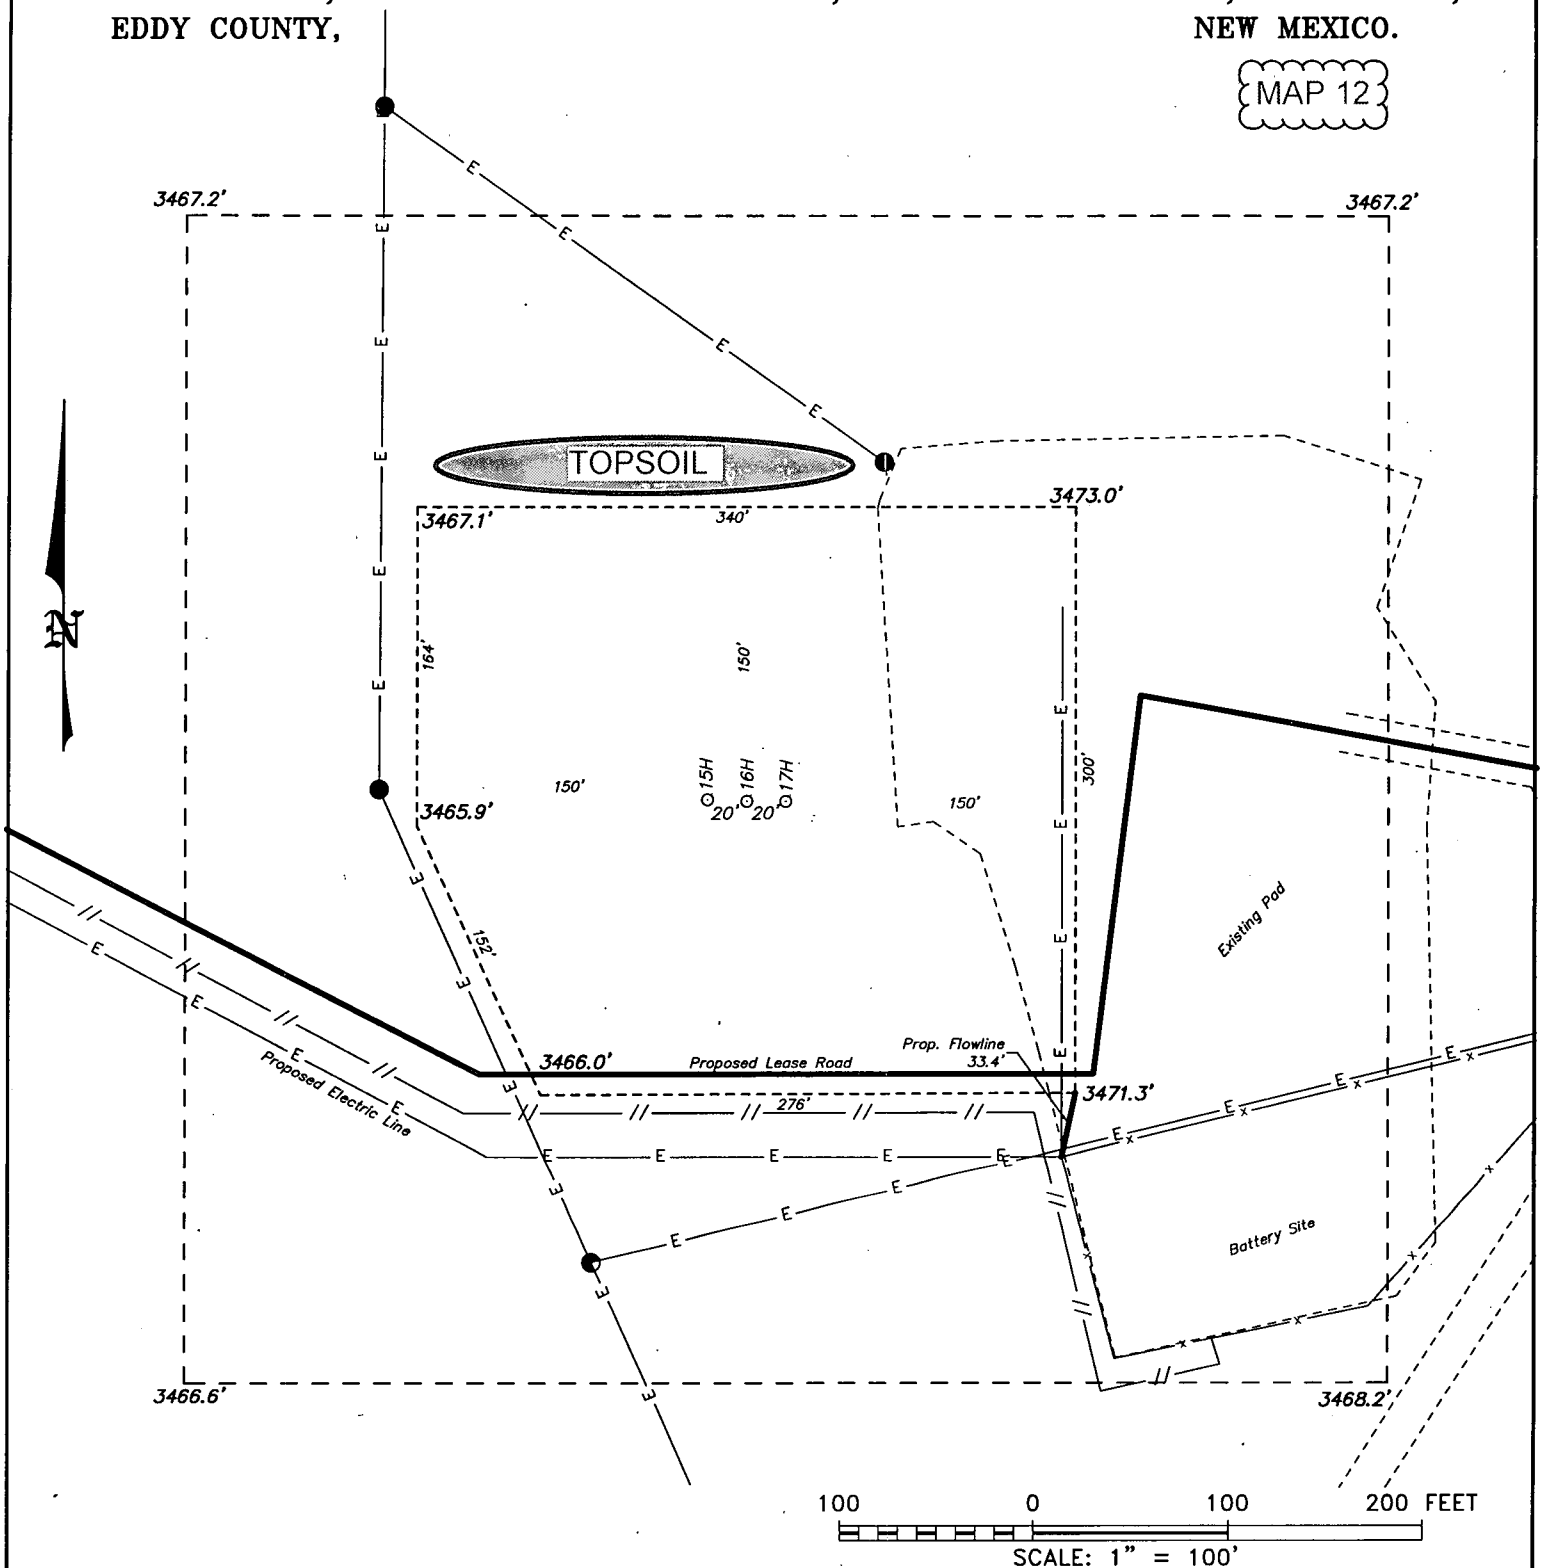 EDDY COUNTY, NEW MEXICO.
MAP 12
3467.2' 3467.2'
E
E
E
E
E
E
TOPSOIL
E
E
3467.1' 340' 3473.0'
N
E
164' 150'
E
E
15H 16H 17H
300'
150' 20' 20' 150'
3465.9'
E
E
//
E
152'
Existing Pad
E
//
E
E
//
E
Proposed Electric Line
//
E
3466.0' Proposed Lease Road
Prop. Flowline
33.4'
E
E
E x
E x
276' 3471.3'
// // // // //
E x
E x
E E E E E
E
E
//
E
E
x
x
Battery Site
x
E
//
x
x
E
//
3466.6' 3468.2'
100 0 100 200 FEET
SCALE: 1" = 100'